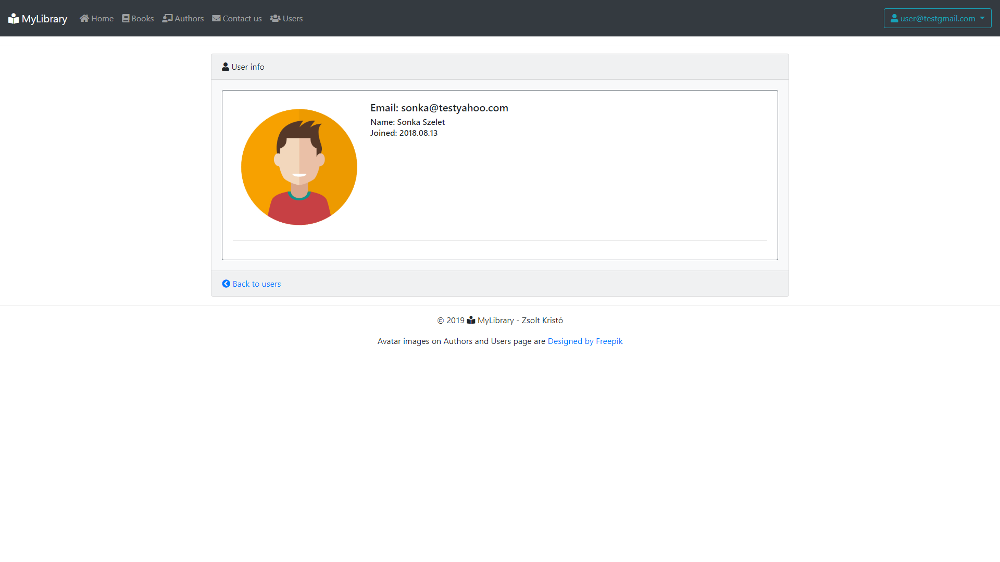 MyLibrary Home Books Authors Contact us Users user@testgmail.com
User info
Email: sonka@testyahoo.com
Name: Sonka Szelet
Joined: 2018.08.13
Back to users
© 2019 MyLibrary - Zsolt Kristó
Avatar images on Authors and Users page are Designed by Freepik